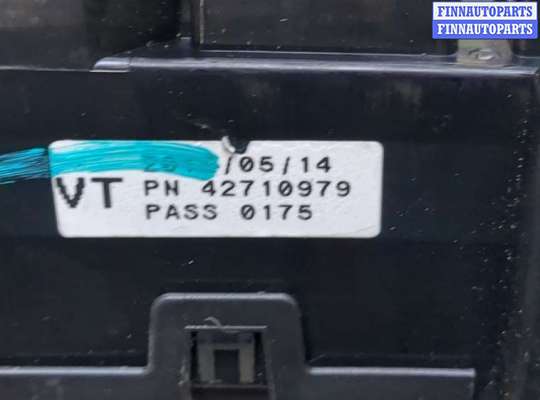 FINNAUTOPARTS
FINNAUTOPARTS
/05/14
VT PN 42710979
PASS 0175